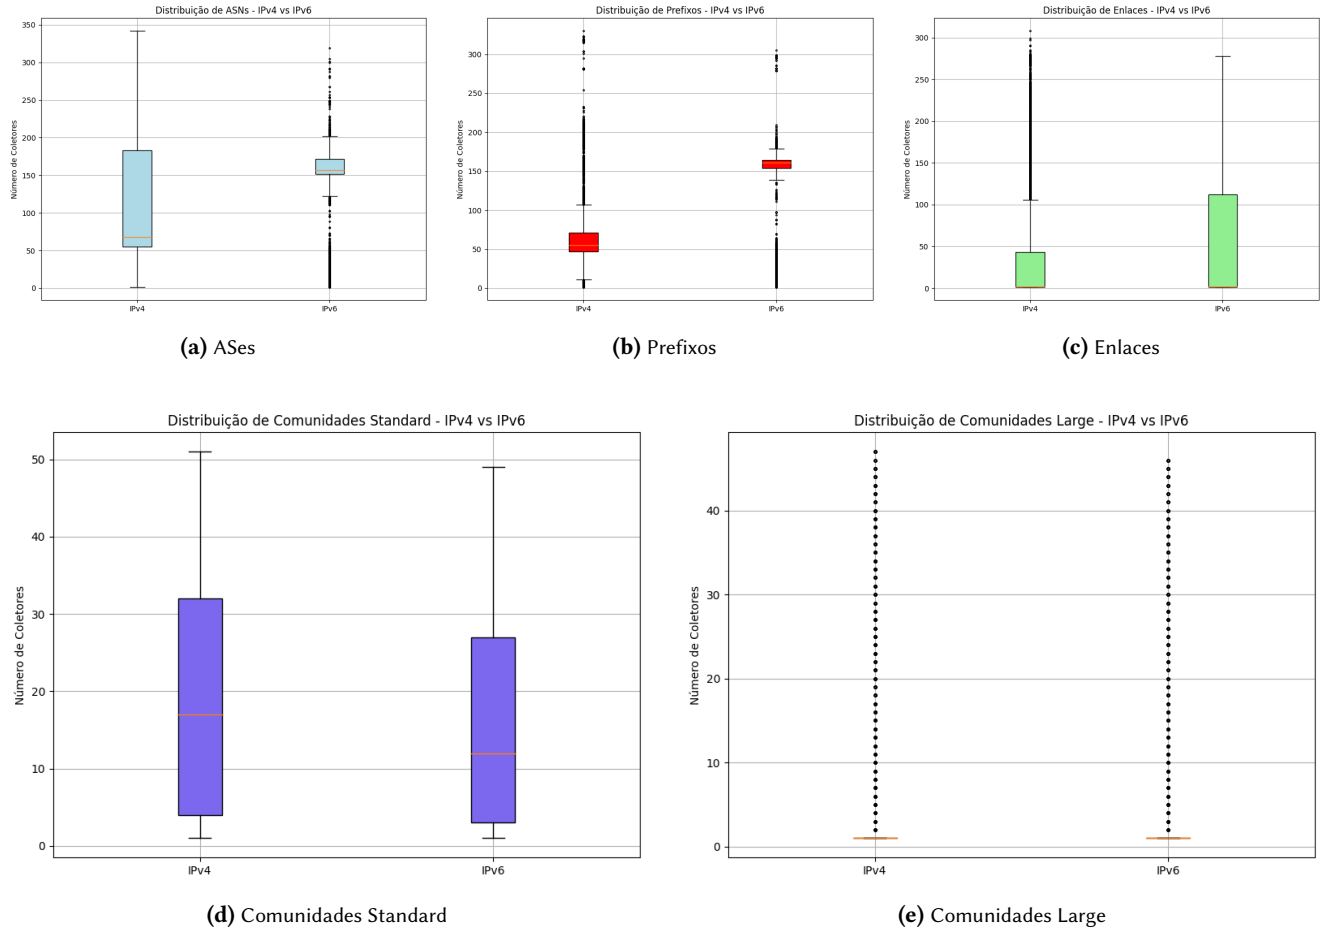 Distribuição de ASNs - IPv4 vs IPv6
Número de Coletores
350
300
250
200
150
100
50
0
IPv4 IPv6
(a) ASes
Distribuição de Prefixos - IPv4 vs IPv6
Número de Coletores
300
250
200
150
100
50
0
IPv4 IPv6
(b) Prefixos
Distribuição de Enlaces - IPv4 vs IPv6
Número de Coletores
300
250
200
150
100
50
0
IPv4 IPv6
(c) Enlaces
Distribuição de Comunidades Standard - IPv4 vs IPv6
Número de Coletores
50
40
30
20
10
0
IPv4 IPv6
(d) Comunidades Standard
Distribuição de Comunidades Large - IPv4 vs IPv6
Número de Coletores
40
30
20
10
0
IPv4 IPv6
(e) Comunidades Large